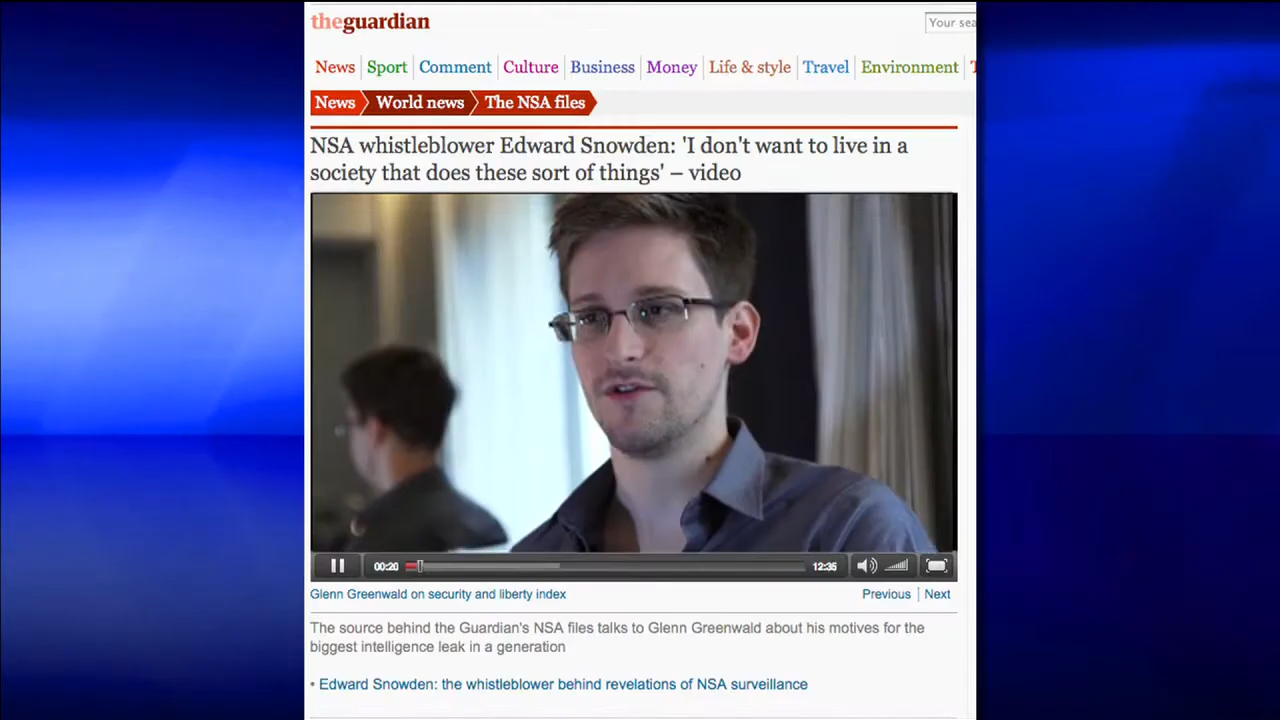 theguardian
Your sea
News Sport Comment Culture Business Money Life & style Travel Environment
News World news The NSA files
NSA whistleblower Edward Snowden: 'I don't want to live in a
society that does these sort of things' – video
00:20 12:35
Glenn Greenwald on security and liberty index Previous Next
The source behind the Guardian's NSA files talks to Glenn Greenwald about his motives for the
biggest intelligence leak in a generation
• Edward Snowden: the whistleblower behind revelations of NSA surveillance